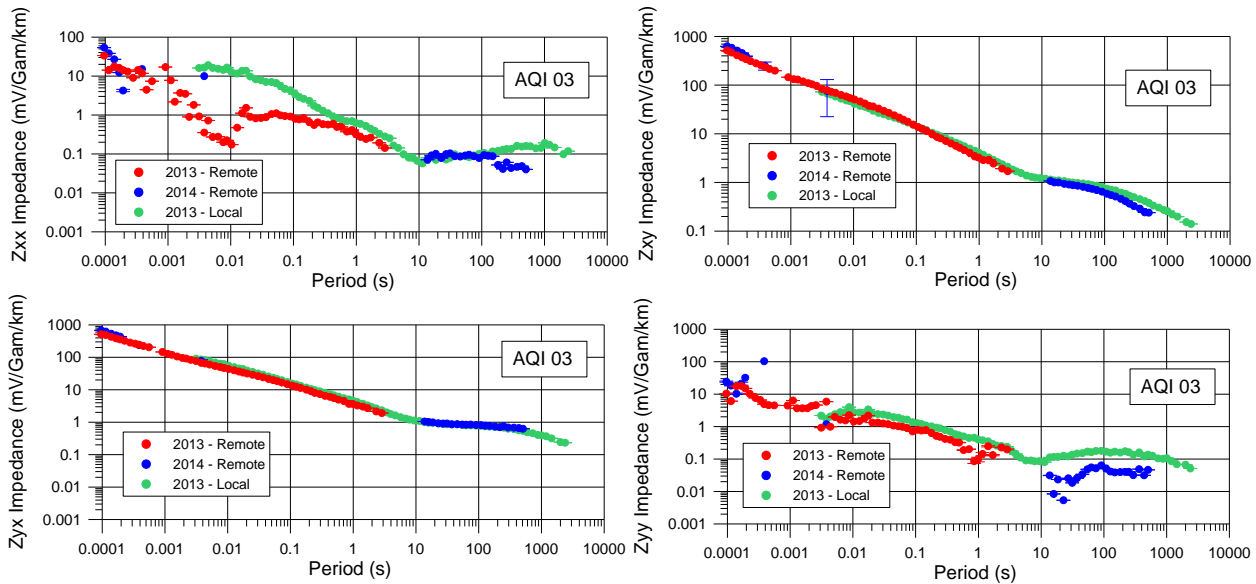 Zxx Impedance (mV/Gam/km)
100
10
1
0.1
0.01
0.001
AQI 03
2013 - Remote
2014 - Remote
2013 - Local
0.0001 0.001 0.01 0.1 1 10 100 1000 10000
Period (s)
Zxy Impedance (mV/Gam/km)
1000
100
10
1
0.1
AQI 03
2013 - Remote
2014 - Remote
2013 - Local
0.0001 0.001 0.01 0.1 1 10 100 1000 10000
Period (s)
Zyx Impedance (mV/Gam/km)
1000
100
10
1
0.1
0.01
0.001
AQI 03
2013 - Remote
2014 - Remote
2013 - Local
0.0001 0.001 0.01 0.1 1 10 100 1000 10000
Period (s)
Zyy Impedance (mV/Gam/km)
1000
100
10
1
0.1
0.01
0.001
AQI 03
2013 - Remote
2014 - Remote
2013 - Local
0.0001 0.001 0.01 0.1 1 10 100 1000 10000
Period (s)